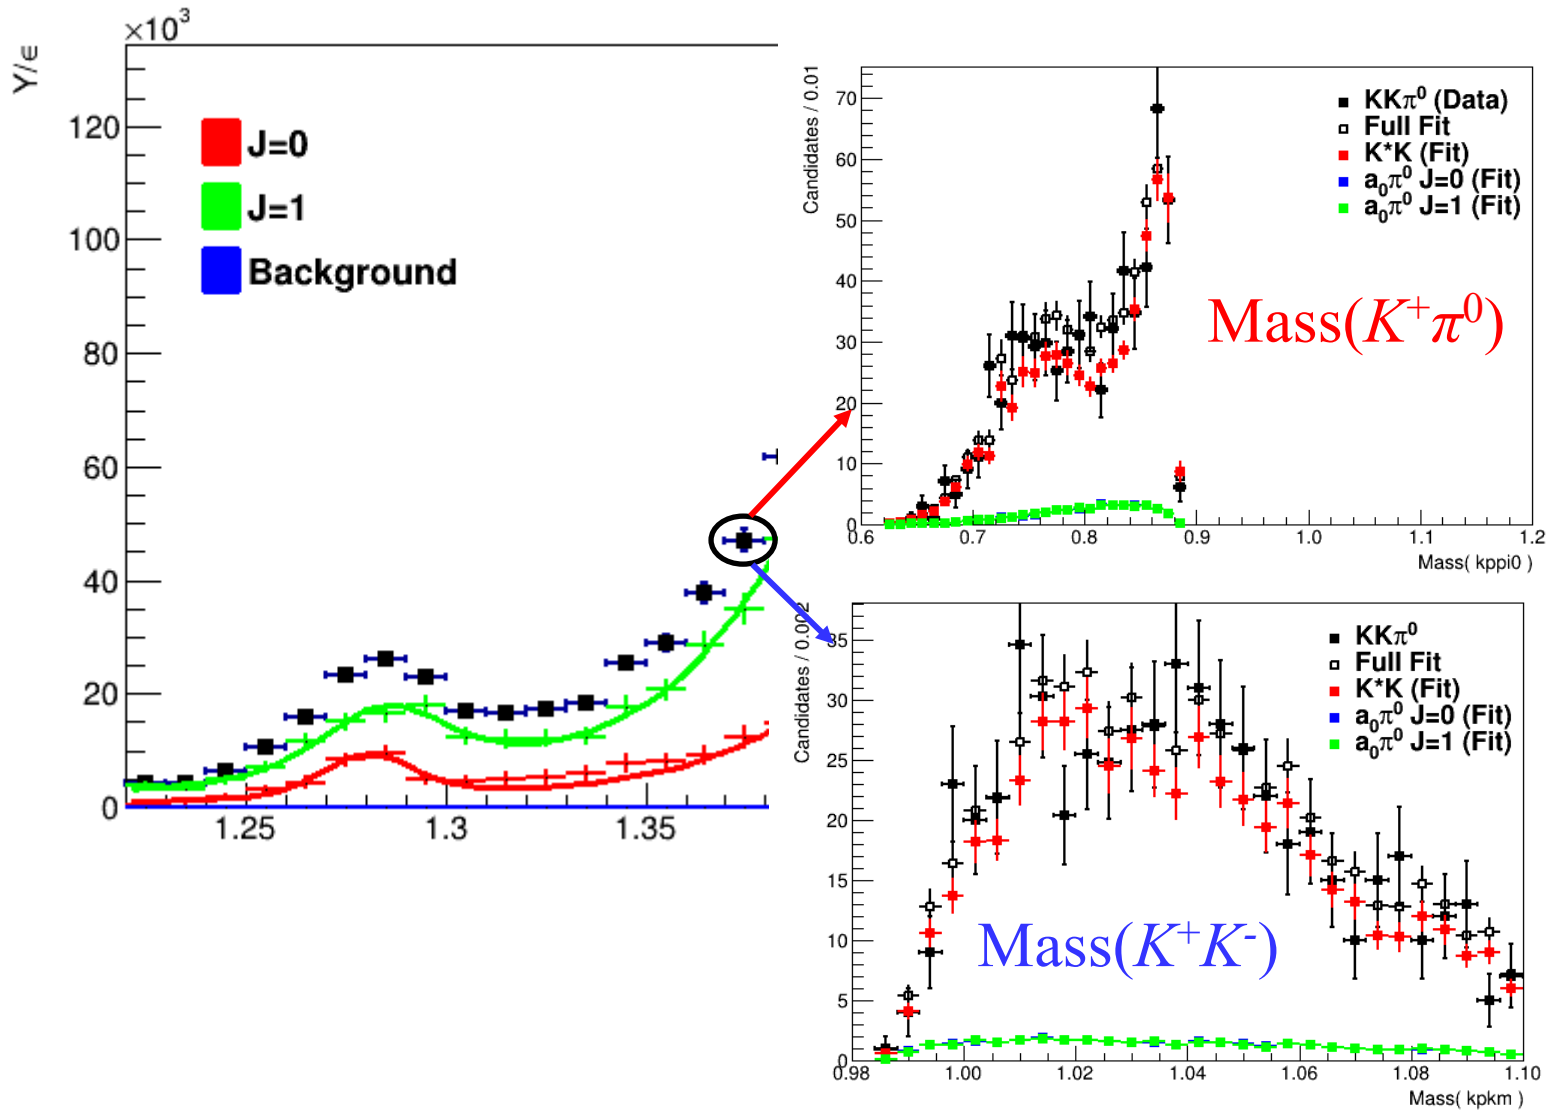 ×10³
Y/ϵ
120
100
80
60
40
20
0
1.25
1.3
1.35
J=0
J=1
Background
Candidates / 0.01
70
60
50
40
30
20
10
0
0.6
0.7
0.8
0.9
1.0
1.1
1.2
Mass( kppi0 )
KKπ⁰ (Data)
Full Fit
K*K (Fit)
a₀π⁰ J=0 (Fit)
a₀π⁰ J=1 (Fit)
Mass(K⁺π⁰)
Candidates / 0.002
35
30
25
20
15
10
5
0
0.98
1.00
1.02
1.04
1.06
1.08
1.10
Mass( kpkm )
KKπ⁰
Full Fit
K*K (Fit)
a₀π⁰ J=0 (Fit)
a₀π⁰ J=1 (Fit)
Mass(K⁺K⁻)